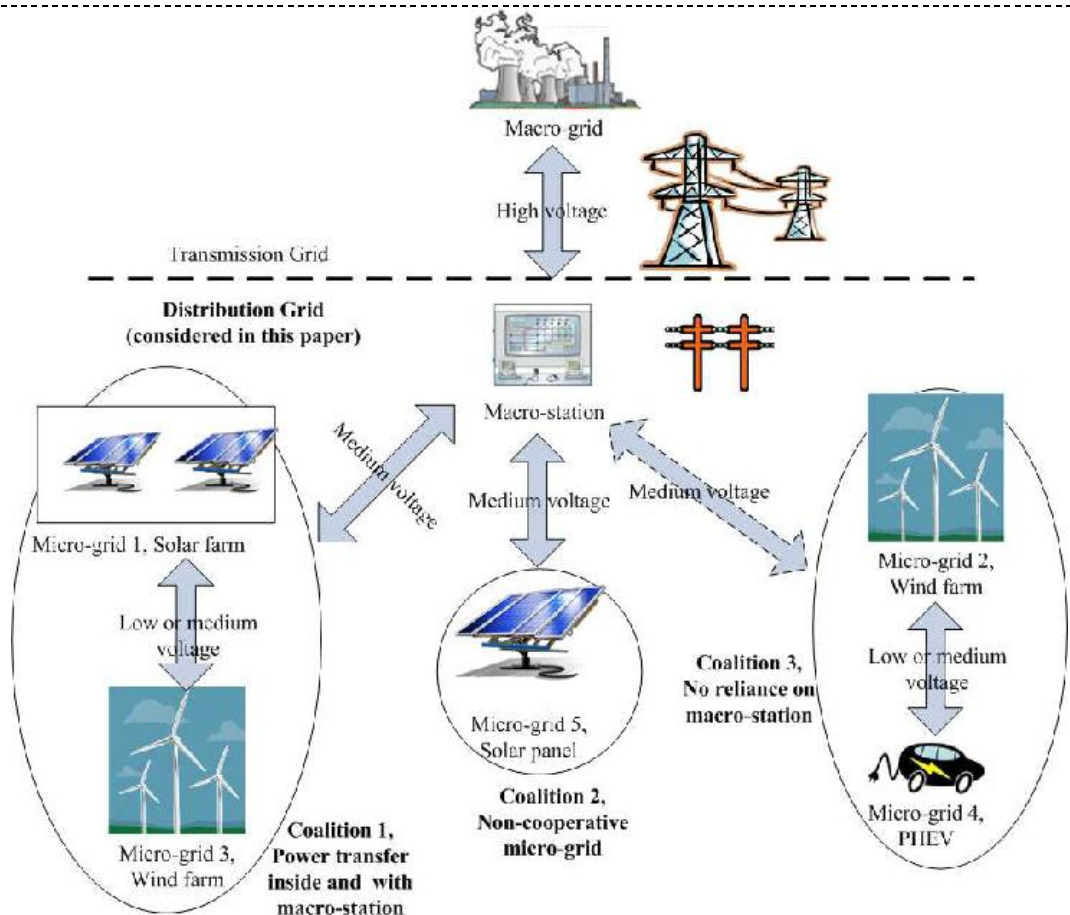 Macro-grid
High voltage
Transmission Grid
Distribution Grid
(considered in this paper)
Macro-station
Medium voltage
Medium voltage
Medium voltage
Micro-grid 1, Solar farm
Low or medium
voltage
Micro-grid 3,
Wind farm
Coalition 1,
Power transfer
inside and with
macro-station
Micro-grid 5,
Solar panel
Coalition 2,
Non-cooperative
micro-grid
Coalition 3,
No reliance on
macro-station
Micro-grid 2,
Wind farm
Low or medium
voltage
Micro-grid 4,
PHEV